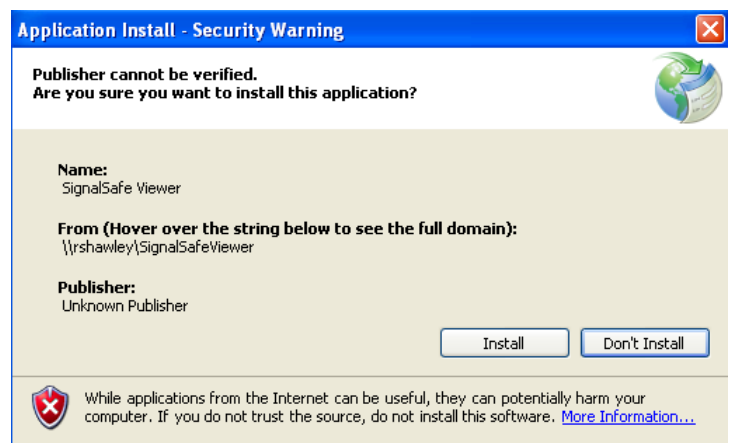 Application Install - Security Warning
Publisher cannot be verified.
Are you sure you want to install this application?
Name:
SignalSafe Viewer
From (Hover over the string below to see the full domain):
\\rshawley\SignalSafeViewer
Publisher:
Unknown Publisher
Install Don't Install
While applications from the Internet can be useful, they can potentially harm your
computer. If you do not trust the source, do not install this software. More Information...